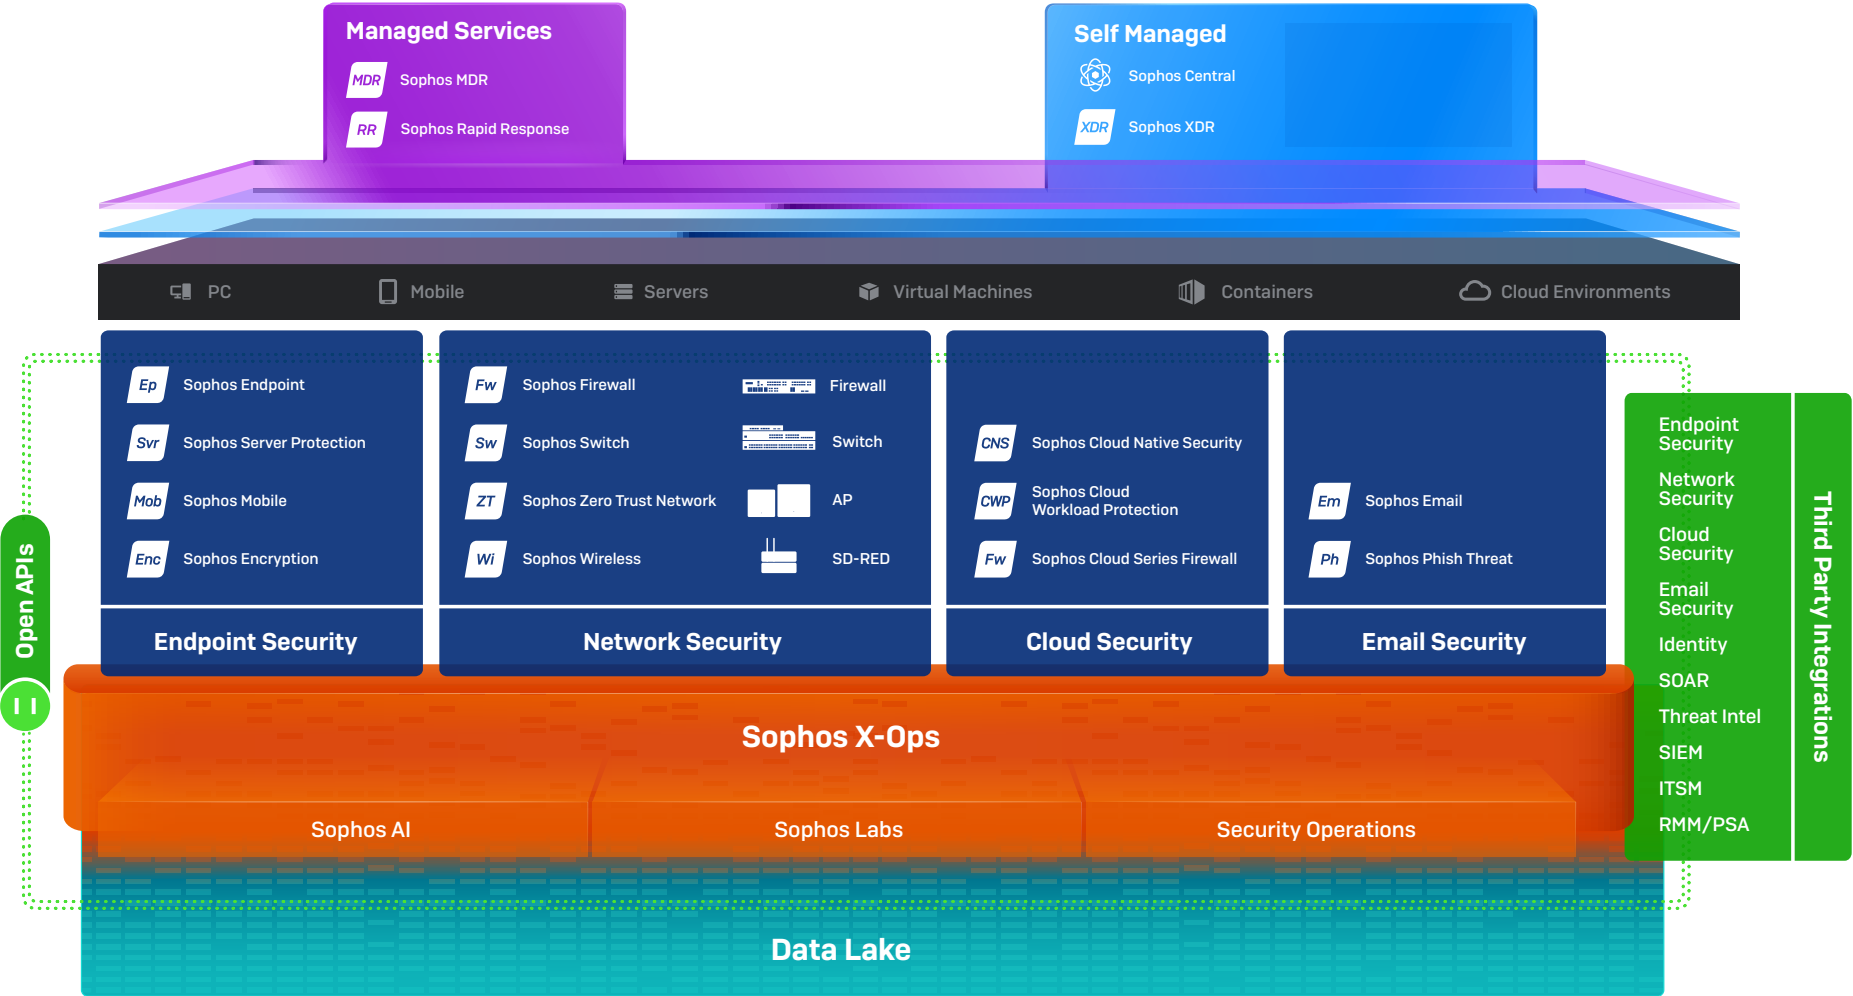 Managed Services
MDR Sophos MDR
RR Sophos Rapid Response
Self Managed
Sophos Central
XDR Sophos XDR
PC
Mobile
Servers
Virtual Machines
Containers
Cloud Environments
Ep Sophos Endpoint
Svr Sophos Server Protection
Mob Sophos Mobile
Enc Sophos Encryption
Endpoint Security
Fw Sophos Firewall
Sw Sophos Switch
ZT Sophos Zero Trust Network
Wi Sophos Wireless
Firewall
Switch
AP
SD-RED
Network Security
CNS Sophos Cloud Native Security
CWP Sophos Cloud
Workload Protection
Fw Sophos Cloud Series Firewall
Cloud Security
Em Sophos Email
Ph Sophos Phish Threat
Email Security
Open APIs
Endpoint
Security
Network
Security
Cloud
Security
Email
Security
Identity
SOAR
Threat Intel
SIEM
ITSM
RMM/PSA
Third Party Integrations
Sophos X-Ops
Sophos AI
Sophos Labs
Security Operations
Data Lake